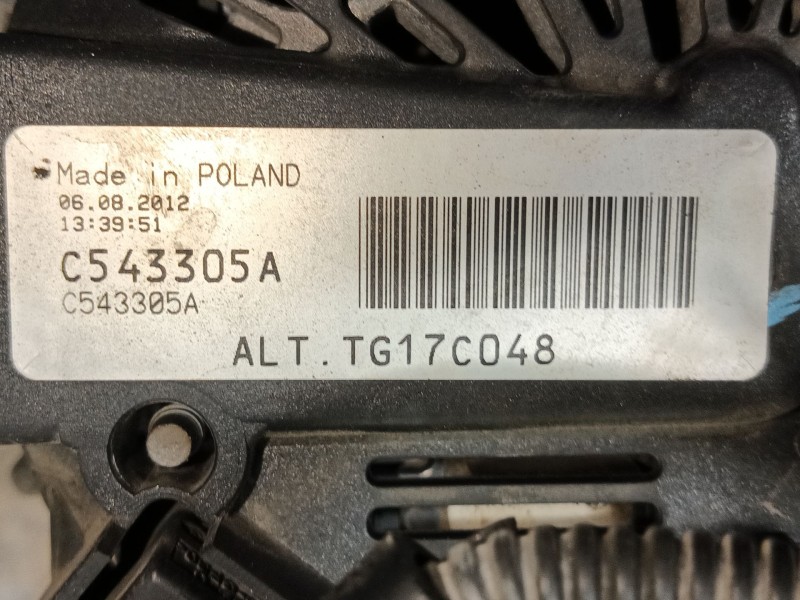 Made in POLAND
06.08.2012
13:39:51
C543305A
C543305A
ALT.TG17C048